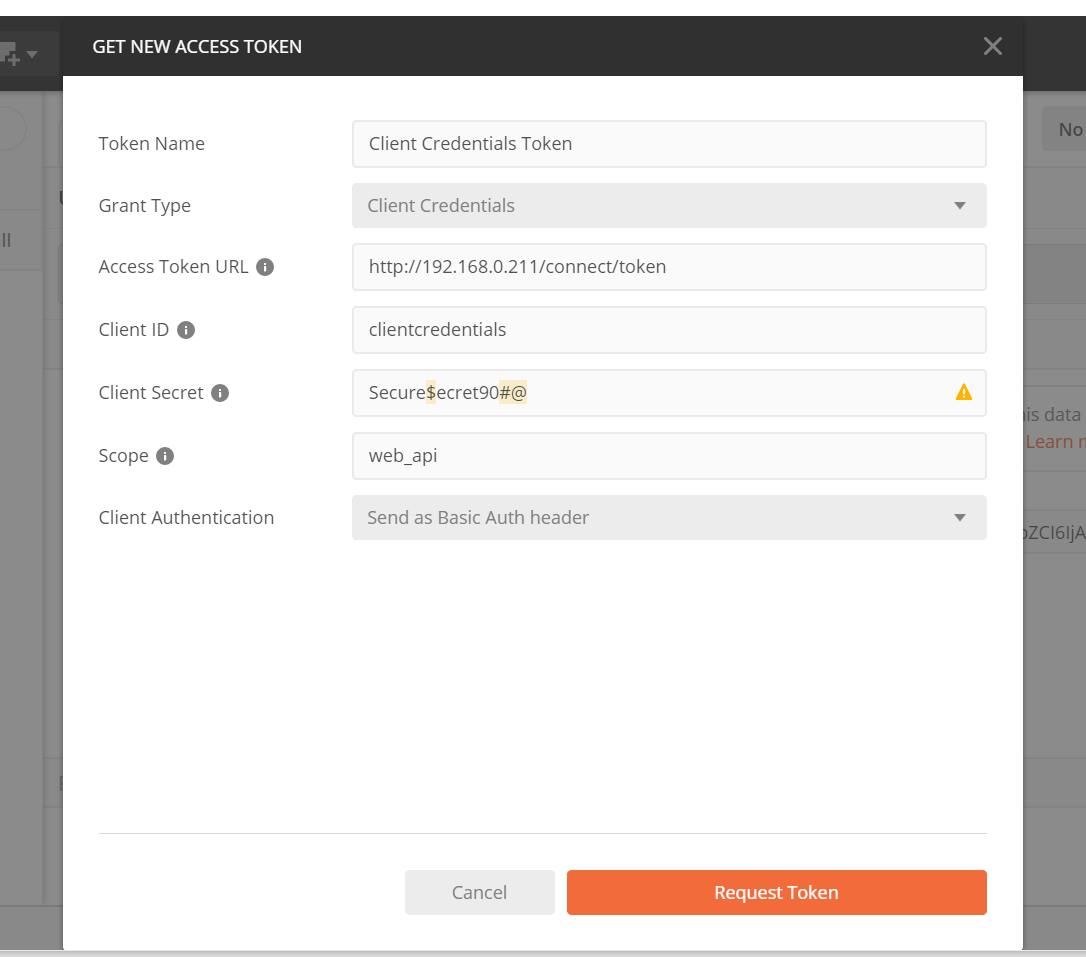 GET NEW ACCESS TOKEN
No
Token Name
Client Credentials Token
Grant Type
Client Credentials
ll
Access Token URL
http://192.168.0.211/connect/token
Client ID
clientcredentials
Client Secret
Secure$ecret90#@
his data
Learn
Scope
web_api
Client Authentication
Send as Basic Auth header
ZCI6IjA
Cancel
Request Token